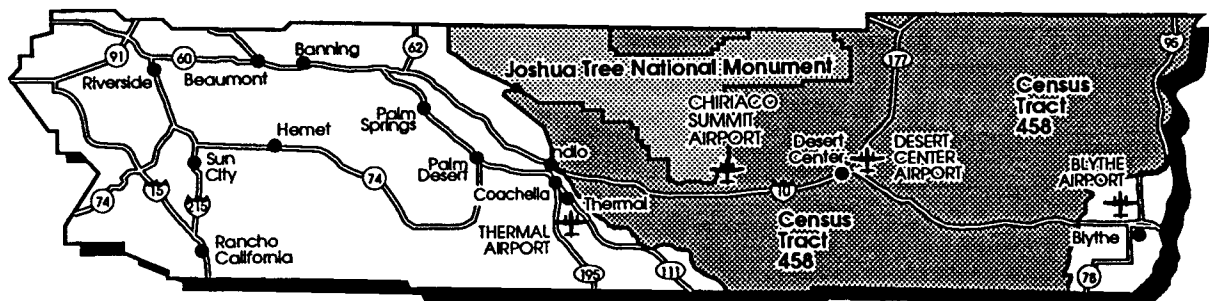 91
60
Riverside
Beaumont
Banning
62
Joshua Tree National Monument
177
95
Palm
Springs
CHIRIACO
SUMMIT
AIRPORT
Census
Tract
458
Hemet
Sun
City
Palm
Desert
Indio
Desert
Center
DESERT
CENTER
AIRPORT
BLYTHE
AIRPORT
74
15
215
74
Coachella
Thermal
10
THERMAL
AIRPORT
Census
Tract
458
Blythe
Rancho
California
195
111
78